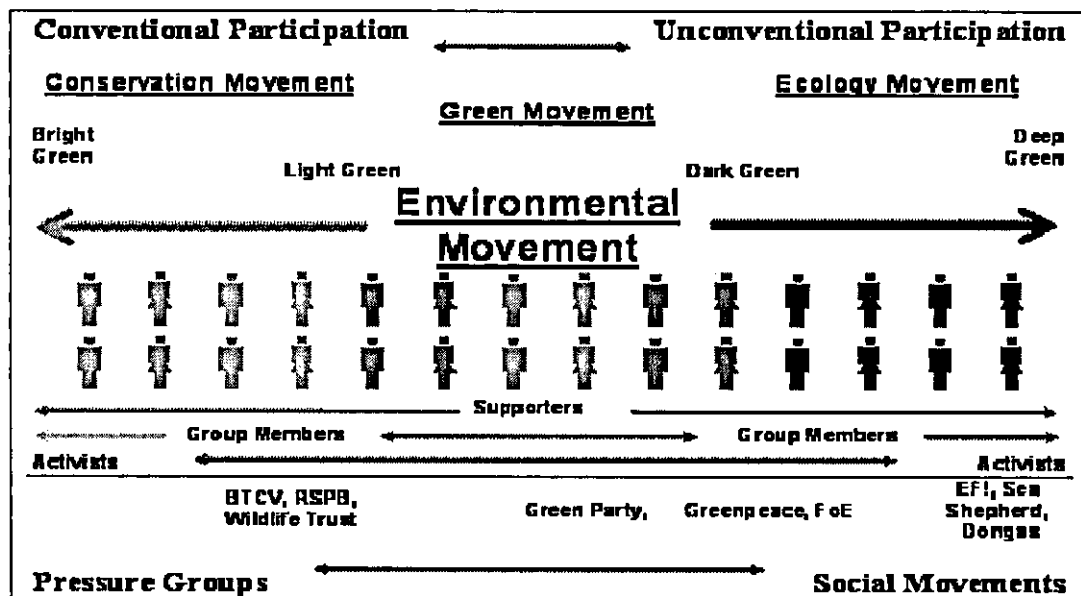 Conventional Participation Unconventional Participation
Conservation Movement Ecology Movement
Green Movement
Bright Green Deep Green
Light Green Dark Green
Environmental
Movement
Supporters
Group Members Group Members
Activists Activists
BTCV, RSPB,
Wildlife Trust
Green Party, Greenpeace, FoE
EF!, Sea
Shepherd,
Dongas
Pressure Groups Social Movements